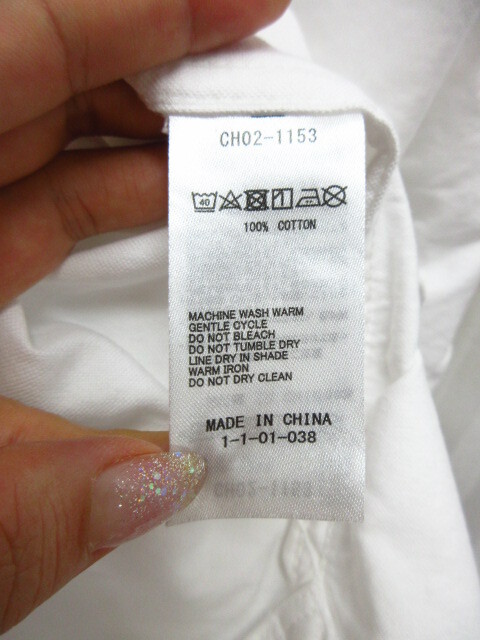 CH02-1153
40
100% COTTON
MACHINE WASH WARM
GENTLE CYCLE
DO NOT BLEACH
DO NOT TUMBLE DRY
LINE DRY IN SHADE
WARM IRON
DO NOT DRY CLEAN
MADE IN CHINA
1-1-01-038